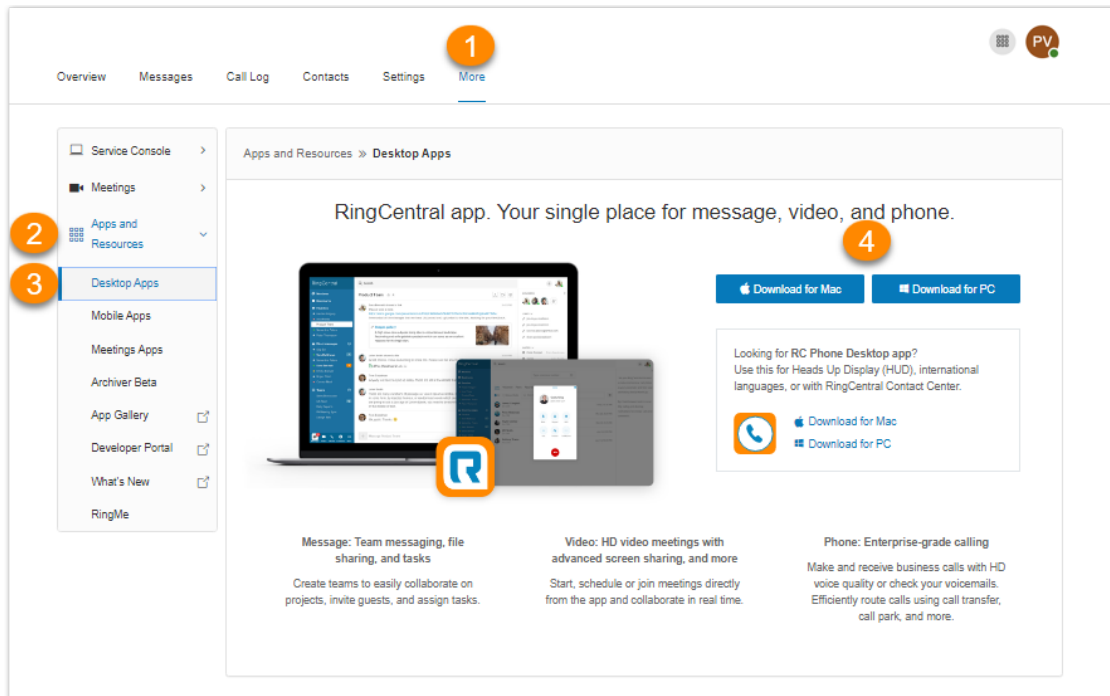 1
PV
Overview Messages Call Log Contacts Settings More
Service Console
Meetings
2
Apps and
Resources
3
Desktop Apps
Mobile Apps
Meetings Apps
Archiver Beta
App Gallery
Developer Portal
What's New
RingMe
Apps and Resources » Desktop Apps
RingCentral app. Your single place for message, video, and phone.
4
RingCentral
Download for Mac
Download for PC
Looking for RC Phone Desktop app?
Use this for Heads Up Display (HUD), international
languages, or with RingCentral Contact Center.
Download for Mac
Download for PC
Message: Team messaging, file
sharing, and tasks
Create teams to easily collaborate on
projects, invite guests, and assign tasks.
Video: HD video meetings with
advanced screen sharing, and more
Start, schedule or join meetings directly
from the app and collaborate in real time.
Phone: Enterprise-grade calling
Make and receive business calls with HD
voice quality or check your voicemails.
Efficiently route calls using call transfer,
call park, and more.